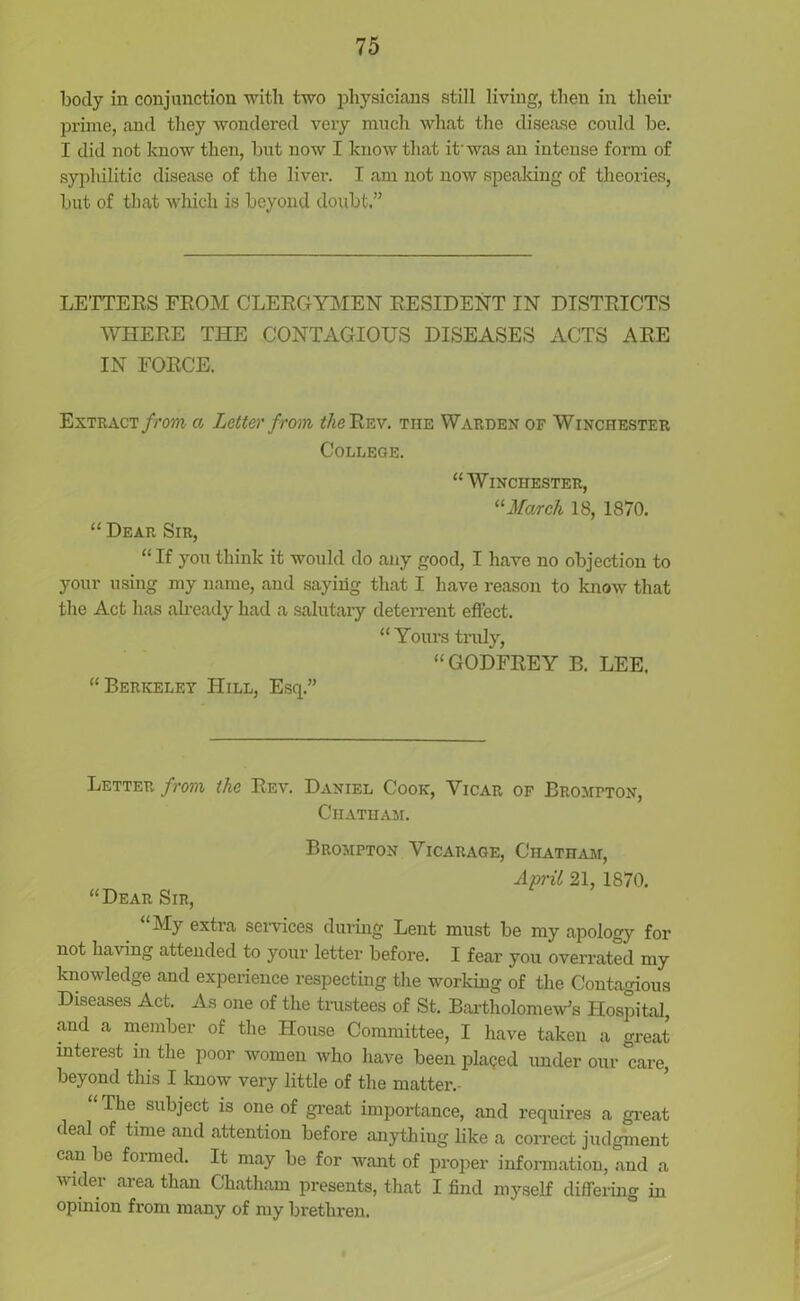 75
body in conjunction with two physicians still living, then in their
prime, and they wondered very much what the disease could be.
I did not know then, but now I know that it was an intense form of
syphilitic disease of the liver. I am not now speaking of theories,
but of that which is beyond doubt.”
LETTERS FROM CLERGYMEN RESIDENT IN DISTRICTS
WHERE THE CONTAGIOUS DISEASES ACTS ARE
IN FORCE.
Extract from a Letter from the Rev. the Warden of Winchester
College.
“Winchester,
“March 18, 1870.
“Dear Sir,
“If you think it would do any good, I have no objection to
your using my name, and saying that I have reason to know that
the Act has already had a salutary deterrent effect.
“Yours truly,
“GODFREY B. LEE.
“Berkeley Hill, Esq.”
Letter from the Rev. Daniel Cook, Vicar of Brompton,
Chatham.
Brompton Vicarage, Chatham,
April 21, 1870.
“Dear Sir,
“My extra services during Lent must be my apology for
not having attended to your letter before. I fear you overrated my
knowledge and experience respecting the working of the Contagious
Diseases Act. As one of the trustees of St. Bartholomew’s Hospital,
and a member of the House Committee, I have taken a great
interest in the poor women who have been placed under our care,
beyond this I know very little of the matter.
“The subject is one of great importance, and requires a great
deal of time and attention before anything like a correct judgment
can be formed. It may be for want of proper information, and a
wider area than Chatham presents, that I find myself differing in
opinion from many of my brethren.